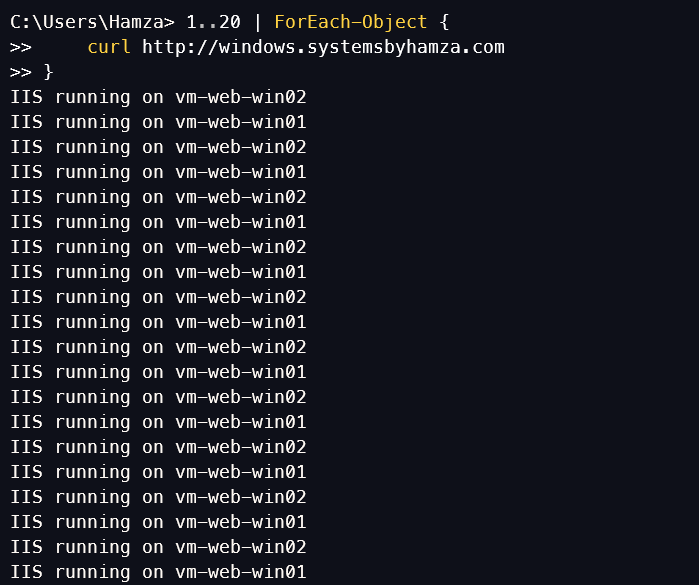 C:\Users\Hamza> 1..20 | ForEach-Object {
>>     curl http://windows.systemsbyhamza.com
>> }
IIS running on vm-web-win02
IIS running on vm-web-win01
IIS running on vm-web-win02
IIS running on vm-web-win01
IIS running on vm-web-win02
IIS running on vm-web-win01
IIS running on vm-web-win02
IIS running on vm-web-win01
IIS running on vm-web-win02
IIS running on vm-web-win01
IIS running on vm-web-win02
IIS running on vm-web-win01
IIS running on vm-web-win02
IIS running on vm-web-win01
IIS running on vm-web-win02
IIS running on vm-web-win01
IIS running on vm-web-win02
IIS running on vm-web-win01
IIS running on vm-web-win02
IIS running on vm-web-win01